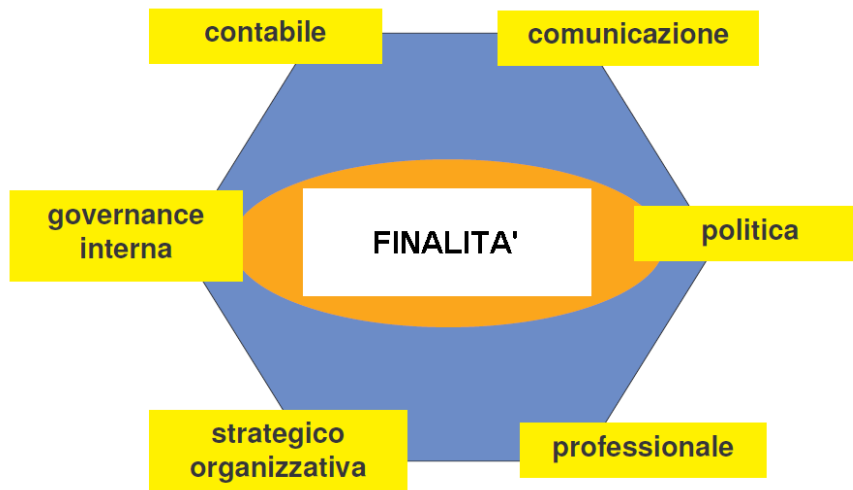 contabile
comunicazione
governance
interna
FINALITA'
politica
strategico
organizzativa
professionale